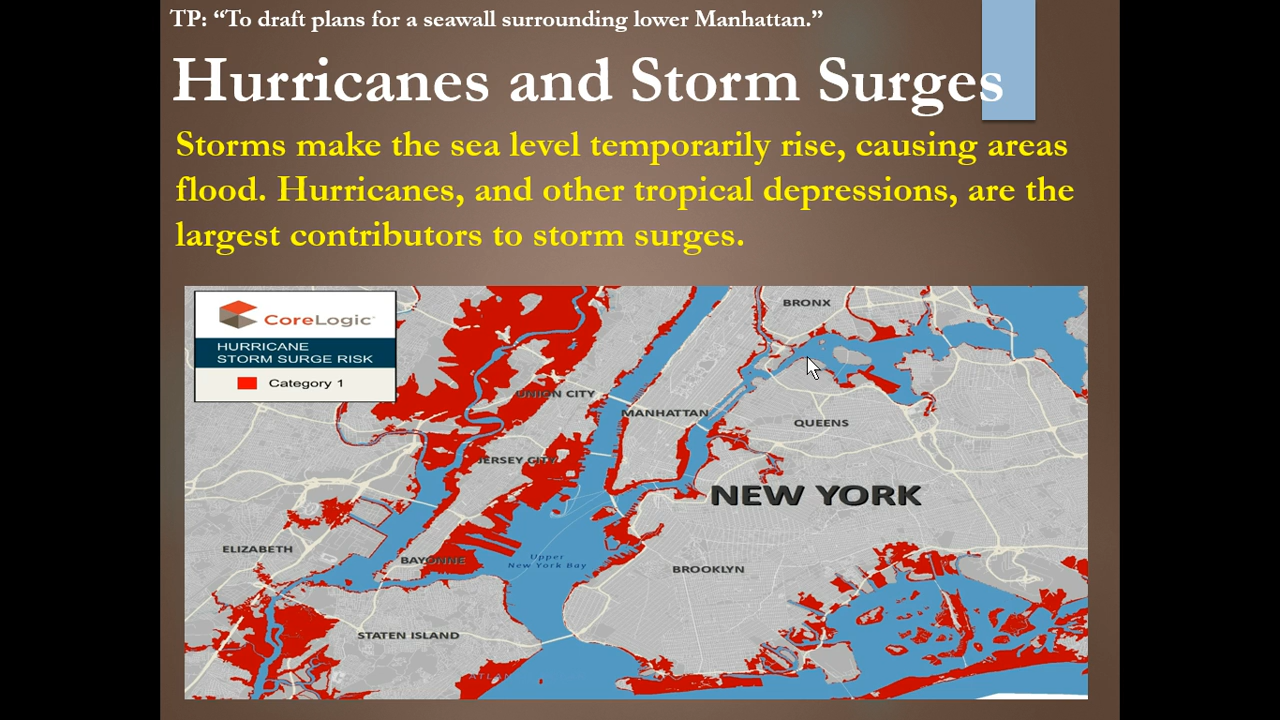 TP: “To draft plans for a seawall surrounding lower Manhattan.”
Hurricanes and Storm Surges
Storms make the sea level temporarily rise, causing areas
flood. Hurricanes, and other tropical depressions, are the
largest contributors to storm surges.
CoreLogic
HURRICANE
STORM SURGE RISK
Category 1
BRONX
UNION CITY
MANHATTAN
QUEENS
JERSEY CITY
NEW YORK
ELIZABETH
BAYONNE
Upper
New York Bay
BROOKLYN
STATEN ISLAND